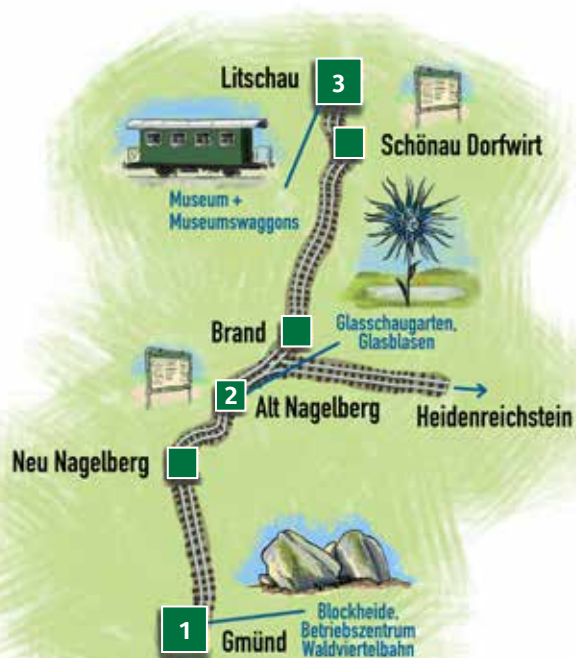 Litschau
3
Schönau Dorfwirt
Museum +
Museumswaggons
Brand
Glasschaugarten,
Glasblasen
2
Alt Nagelberg
Heidenreichstein
Neu Nagelberg
1
Gmünd
Blockheide,
Betriebszentrum
Waldviertelbahn